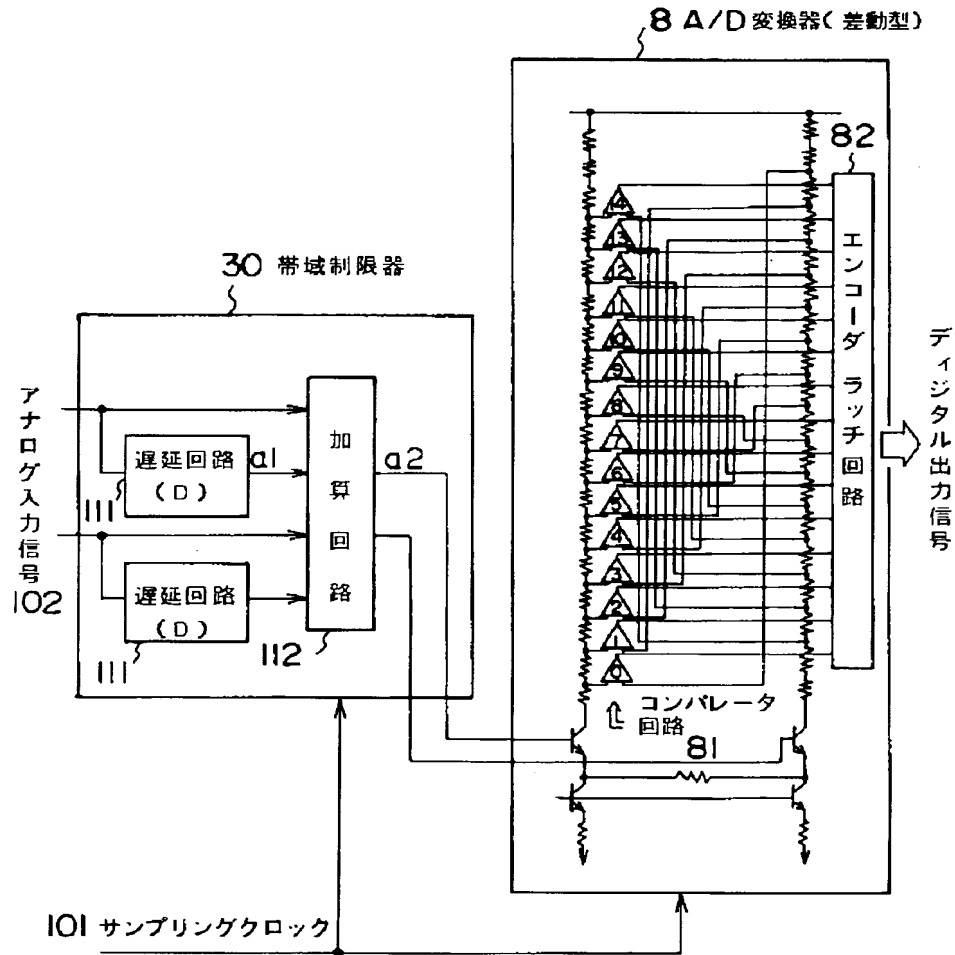 8 A/D 変換器(差動型)
82
エンコーダ ラッチ回路
ディジタル出力信号
30 帯域制限器
アナログ入力信号
102
遅延回路
(D)
a1
111
遅延回路
(D)
111
加算回路
112
a2
14
13
12
11
10
9
8
7
6
5
4
3
2
1
0
コンパレータ
回路
81
101 サンプリングクロック